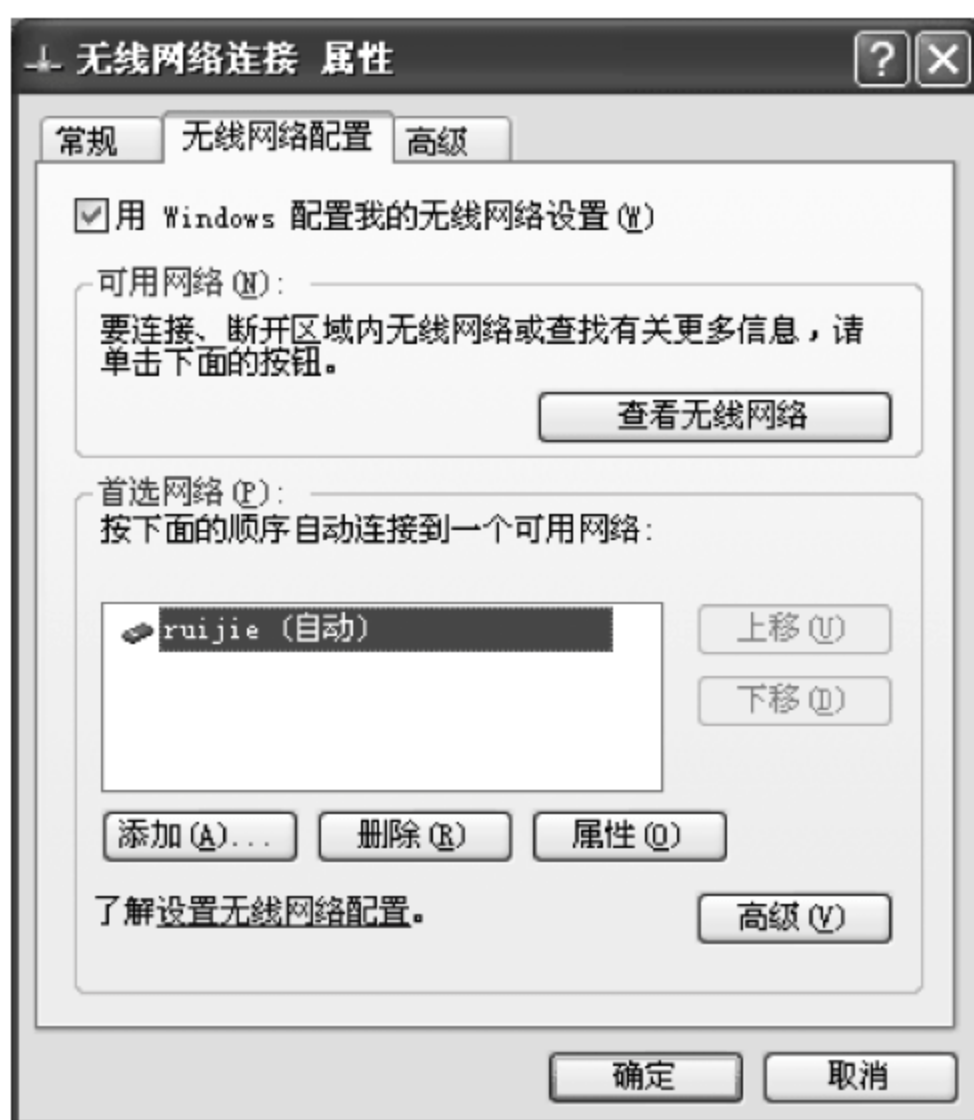 无线网络连接 属性
常规 无线网络配置 高级
用 Windows 配置我的无线网络设置(W)
可用网络(N):
要连接、断开区域内无线网络或查找有关更多信息，请
单击下面的按钮。
查看无线网络
首选网络(P):
按下面的顺序自动连接到一个可用网络:
ruijie (自动)
上移(U)
下移(D)
添加(A)... 删除(R) 属性(O)
了解设置无线网络配置。
高级(V)
确定 取消